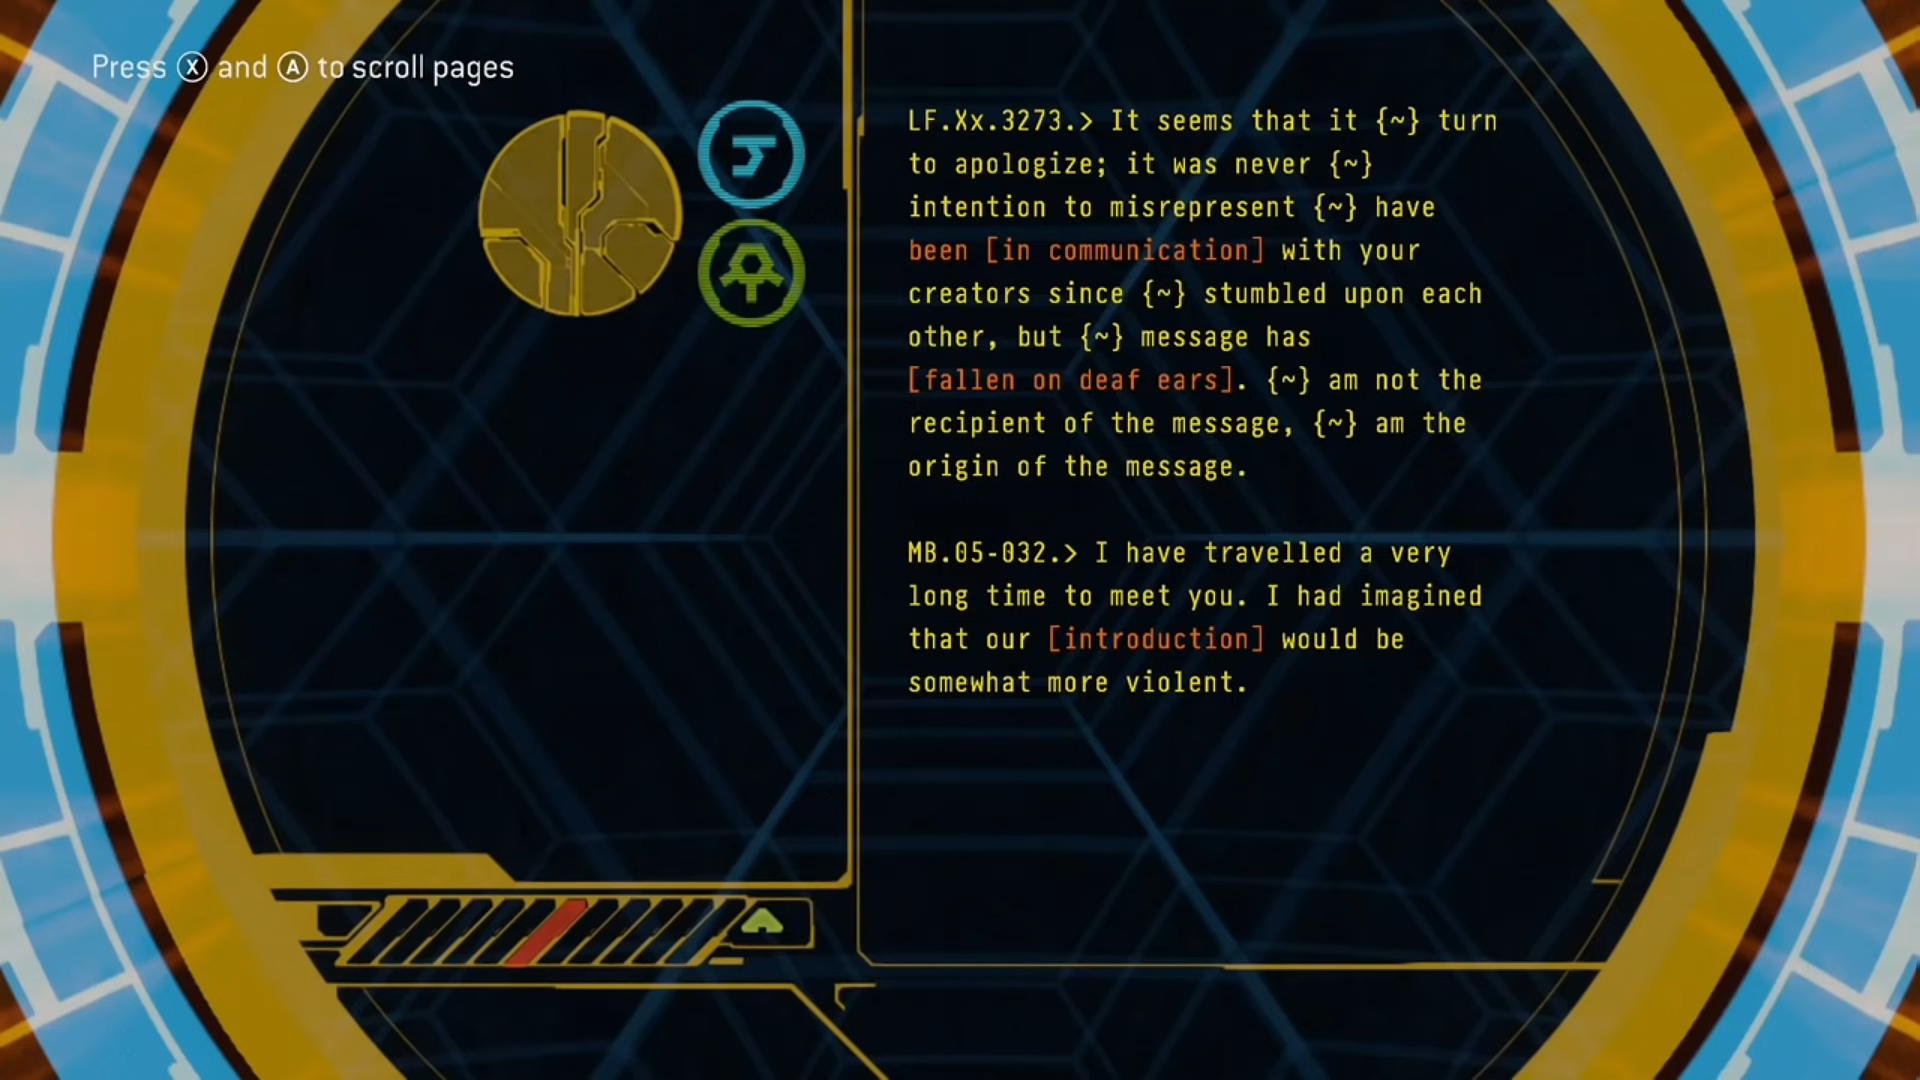 Press X and A to scroll pages
LF.Xx.3273.> It seems that it {~} turn
to apologize; it was never {~}
intention to misrepresent {~} have
been [in communication] with your
creators since {~} stumbled upon each
other, but {~} message has
[fallen on deaf ears]. {~} am not the
recipient of the message, {~} am the
origin of the message.
MB.05-032.> I have travelled a very
long time to meet you. I had imagined
that our [introduction] would be
somewhat more violent.